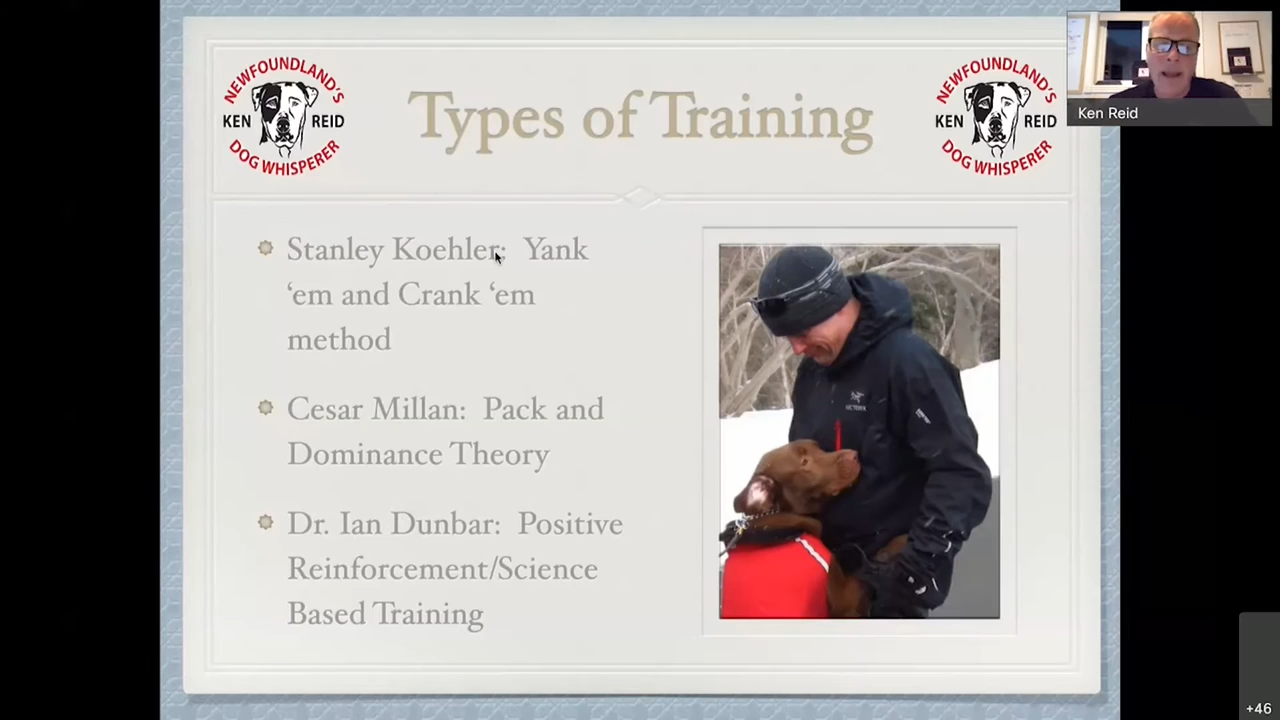 NEWFOUNDLAND'S
KEN REID
DOG WHISPERER
Types of Training
NEWFOUNDLAND'S
KEN REID
DOG WHISPERER
Ken Reid
Stanley Koehler: Yank
‘em and Crank ‘em
method
Cesar Millan: Pack and
Dominance Theory
Dr. Ian Dunbar: Positive
Reinforcement/Science
Based Training
+46